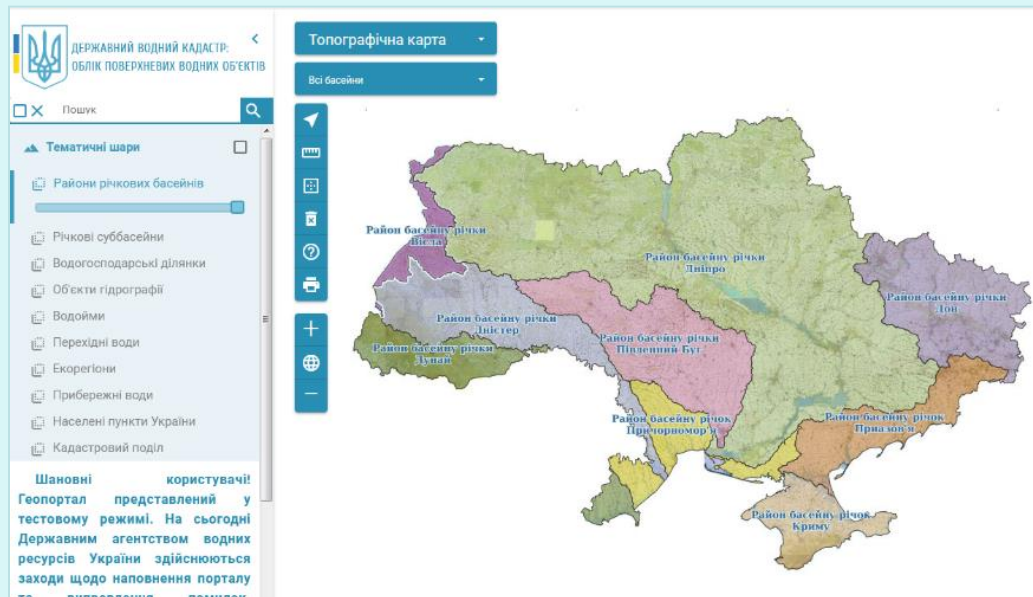 ДЕРЖАВНИЙ ВОДНИЙ КАДАСТР:
ОБЛІК ПОВЕРХНЕВИХ ВОДНИХ ОБ'ЄКТІВ
Пошук
Тематичні шари
Райони річкових басейнів
Річкові суббасейни
Водогосподарські ділянки
Об'єкти гідрографії
Водойми
Перехідні води
Екорегіони
Прибережні води
Населені пункти України
Кадастровий поділ
Шановні користувачі!
Геопортал представлений у
тестовому режимі. На сьогодні
Державним агентством водних
ресурсів України здійснюються
заходи щодо наповнення порталу
та виправлення помилок.
Топографічна карта
Всі басейни
Район басейну річки
Вісла
Район басейну річки
Дніпро
Район басейну річки
Дон
Район басейну річки
Дністер
Район басейну річки
Південний Буг
Район басейну річки
Дунай
Район басейну річок
Причорномор'я
Район басейну річок
Приазов'я
Район басейну річок
Криму